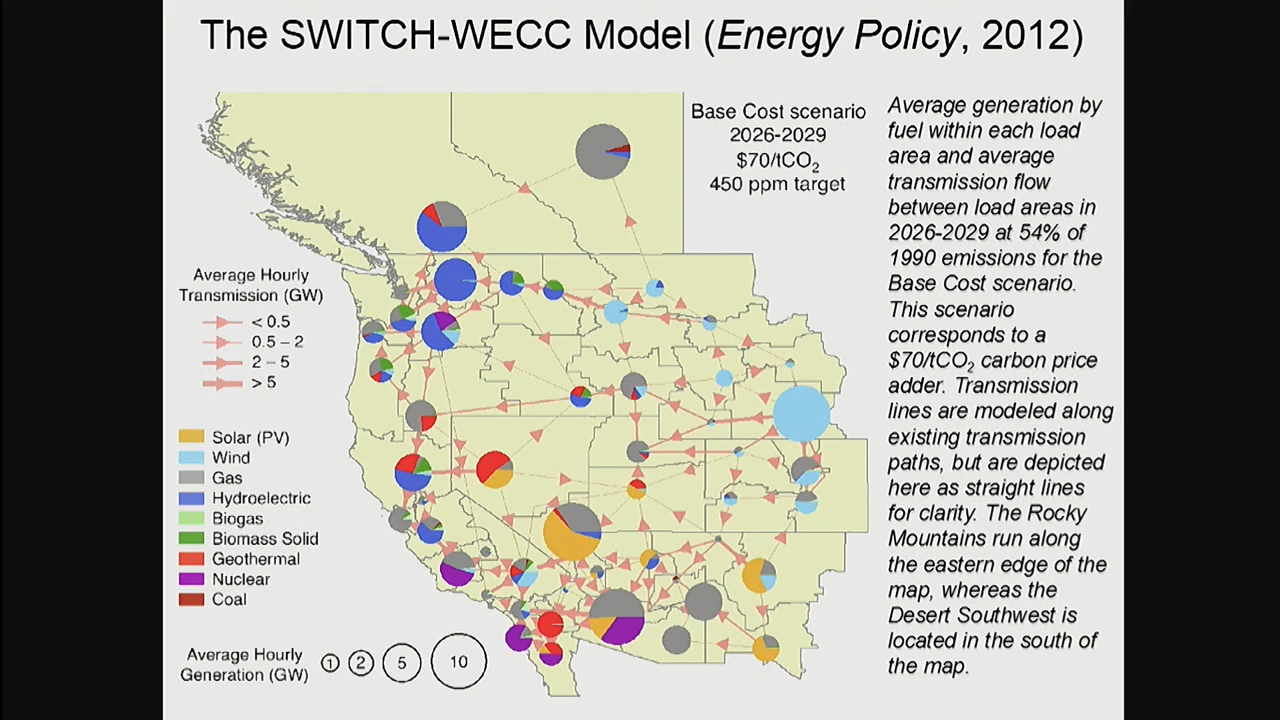 The SWITCH-WECC Model (Energy Policy, 2012)
Base Cost scenario
2026-2029
$70/tCO₂
450 ppm target
Average generation by
fuel within each load
area and average
transmission flow
between load areas in
2026-2029 at 54% of
1990 emissions for the
Base Cost scenario.
This scenario
corresponds to a
$70/tCO₂ carbon price
adder. Transmission
lines are modeled along
existing transmission
paths, but are depicted
here as straight lines
for clarity. The Rocky
Mountains run along
the eastern edge of the
map, whereas the
Desert Southwest is
located in the south of
the map.
Average Hourly
Transmission (GW)
< 0.5
0.5 – 2
2 – 5
> 5
Solar (PV)
Wind
Gas
Hydroelectric
Biogas
Biomass Solid
Geothermal
Nuclear
Coal
Average Hourly
Generation (GW)
1 2 5 10